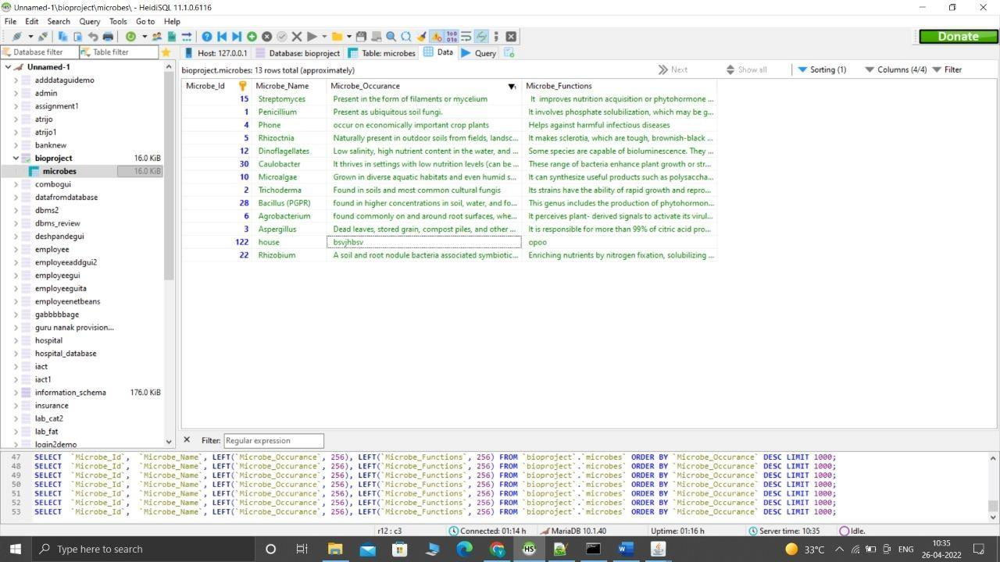 Unnamed-1\bioproject\microbes\ - HeidiSQL 11.1.0.6116
File Edit Search Query Tools Go to Help
Donate
Database filter Table filter Host: 127.0.0.1 Database: bioproject Table: microbes Data Query
Unnamed-1
adddataguidemo
admin
assignment1
atrijo
atrijo1
banknew
bioproject 16.0 KiB
microbes 16.0 KiB
combogui
datafromdatabase
dbms2
dbms_review
deshpandegui
employee
employeeaddgui2
employeegui
employeeguita
employeenetbeans
gabbbbbage
guru nanak provision...
hospital
hospital_database
iact
iact1
information_schema 176.0 KiB
insurance
lab_cat2
lab_fat
login2demo
bioproject.microbes: 13 rows total (approximately) Next Show all Sorting (1) Columns (4/4) Filter
Microbe_Id Microbe_Name Microbe_Occurance Microbe_Functions
15 Streptomyces Present in the form of filaments or mycelium It improves nutrition acquisition or phytohormone ...
1 Penicillium Present as ubiquitous soil fungi. It involves phosphate solubilization, which may be g...
4 Phone occur on economically important crop plants Helps against harmful infectious diseases
5 Rhizoctnia Naturally present in outdoor soils from fields, landsc... It makes sclerotia, which are tough, brownish-black ...
12 Dinoflagellates Low salinity, high nutrient content in the water, and ... Some species are capable of bioluminescence. They ...
30 Caulobacter It thrives in settings with low nutrition levels (can be ... These range of bacteria enhance plant growth or str...
10 Microalgae Grown in diverse aquatic habitats and even humid s... It can synthesize useful products such as polysaccha...
2 Trichoderma Found in soils and most common cultural fungis Its strains have the ability of rapid growth and repro...
28 Bacillus (PGPR) found in higher concentrations in soil, water, and fo... This genus includes the production of phytohormon...
6 Agrobacterium found commonly on and around root surfaces, whe... It perceives plant- derived signals to activate its virul...
3 Aspergillus Dead leaves, stored grain, compost piles, and other ... It is responsible for more than 99% of citric acid pro...
122 house bsvjhbsv opoo
22 Rhizobium A soil and root nodule bacteria associated symbiotic... Enriching nutrients by nitrogen fixation, solubilizing ...
Filter: Regular expression
47 SELECT `Microbe_Id`, `Microbe_Name`, LEFT(`Microbe_Occurance`, 256), LEFT(`Microbe_Functions`, 256) FROM `bioproject`.`microbes` ORDER BY `Microbe_Occurance` DESC LIMIT 1000;
48 SELECT `Microbe_Id`, `Microbe_Name`, LEFT(`Microbe_Occurance`, 256), LEFT(`Microbe_Functions`, 256) FROM `bioproject`.`microbes` ORDER BY `Microbe_Occurance` DESC LIMIT 1000;
49 SELECT `Microbe_Id`, `Microbe_Name`, LEFT(`Microbe_Occurance`, 256), LEFT(`Microbe_Functions`, 256) FROM `bioproject`.`microbes` ORDER BY `Microbe_Occurance` DESC LIMIT 1000;
50 SELECT `Microbe_Id`, `Microbe_Name`, LEFT(`Microbe_Occurance`, 256), LEFT(`Microbe_Functions`, 256) FROM `bioproject`.`microbes` ORDER BY `Microbe_Occurance` DESC LIMIT 1000;
51 SELECT `Microbe_Id`, `Microbe_Name`, LEFT(`Microbe_Occurance`, 256), LEFT(`Microbe_Functions`, 256) FROM `bioproject`.`microbes` ORDER BY `Microbe_Occurance` DESC LIMIT 1000;
52 SELECT `Microbe_Id`, `Microbe_Name`, LEFT(`Microbe_Occurance`, 256), LEFT(`Microbe_Functions`, 256) FROM `bioproject`.`microbes` ORDER BY `Microbe_Occurance` DESC LIMIT 1000;
53 SELECT `Microbe_Id`, `Microbe_Name`, LEFT(`Microbe_Occurance`, 256), LEFT(`Microbe_Functions`, 256) FROM `bioproject`.`microbes` ORDER BY `Microbe_Occurance` DESC LIMIT 1000;
r12 : c3 Connected: 01:14 h MariaDB 10.1.40 Uptime: 01:16 h Server time: 10:35 Idle.
Type here to search HS W 33°C ENG 10:35
26-04-2022